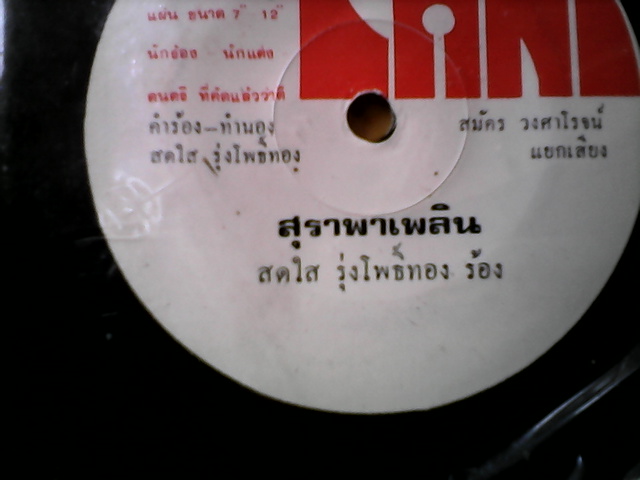 แผ่น ขนาด 7" 12"
นักร้อง นักแต่ง
ดนตรี ที่คัดแล้วว่าดี
คำร้อง-ทำนอง
สดใส รุ่งโพธิ์ทอง
สมัคร วงศาโรจน์
แยกเสียง
สุราพาเพลิน
สดใส รุ่งโพธิ์ทอง ร้อง